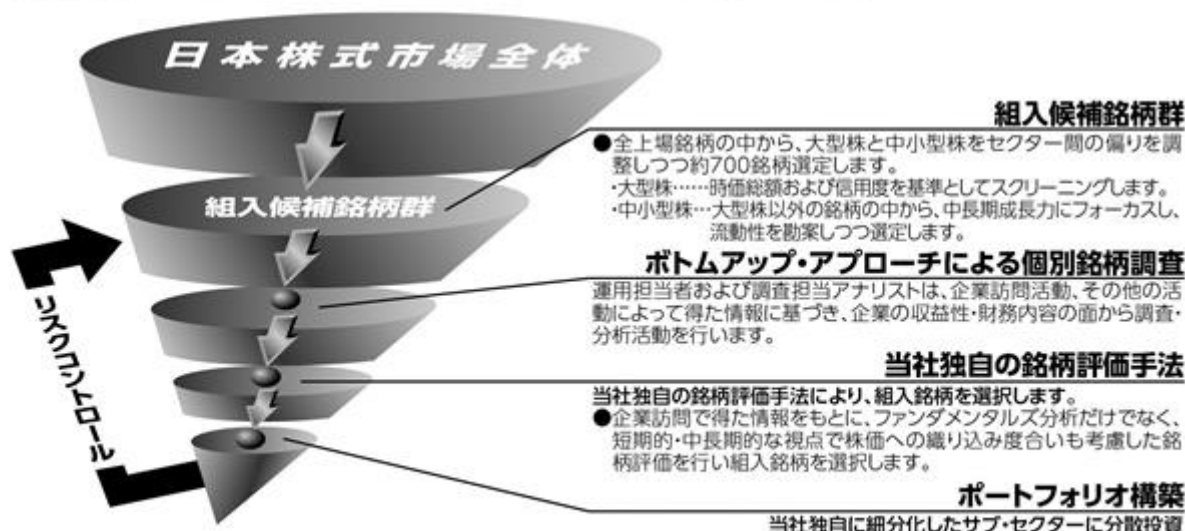 日本株式市場全体
組入候補銘柄群
リスクコントロール
組入候補銘柄群
●全上場銘柄の中から、大型株と中小型株をセクター間の偏りを調
整しつつ約700銘柄選定します。
・大型株……時価総額および信用度を基準としてスクリーニングします。
・中小型株…大型株以外の銘柄の中から、中長期成長力にフォーカスし、
流動性を勘案しつつ選定します。
ボトムアップ・アプローチによる個別銘柄調査
運用担当者および調査担当アナリストは、企業訪問活動、その他の活
動によって得た情報に基づき、企業の収益性・財務内容の面から調査・
分析活動を行います。
当社独自の銘柄評価手法
当社独自の銘柄評価手法により、組入銘柄を選択します。
●企業訪問で得た情報をもとに、ファンダメンタルズ分析だけでなく、
短期的・中長期的な視点で株価への織り込み度合いも考慮した銘
柄評価を行い組入銘柄を選択します。
ポートフォリオ構築
当社独自に細分化したサブ・セクターに分散投資